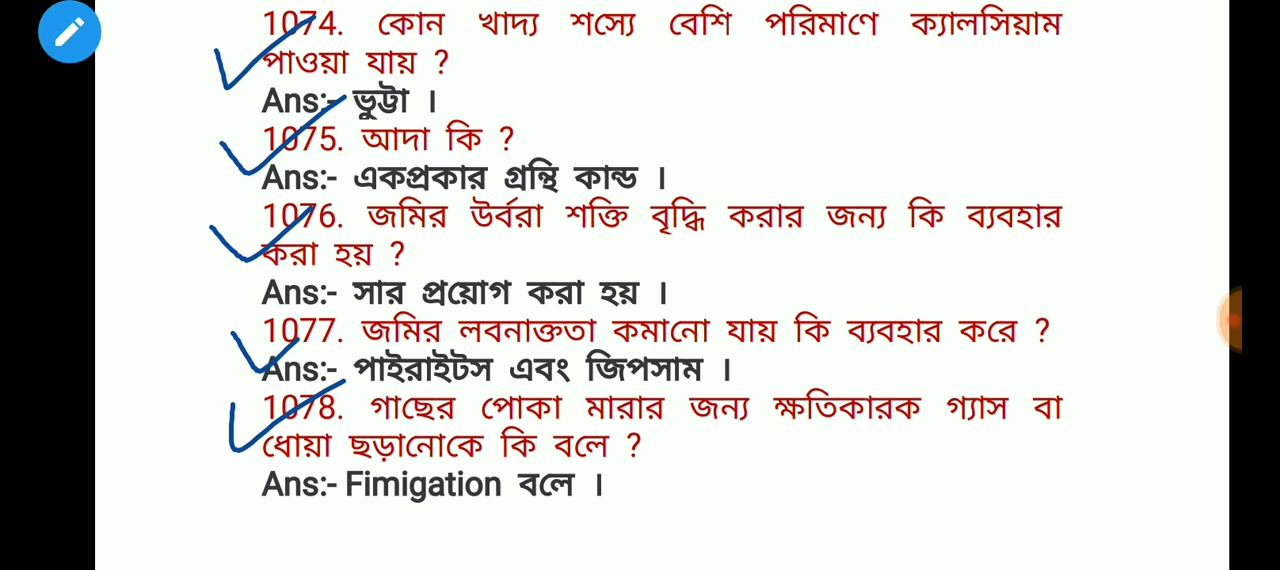 1074. কোন খাদ্য শস্যে বেশি পরিমাণে ক্যালসিয়াম
পাওয়া যায় ?
Ans:- ভুট্টা ।
1075. আদা কি ?
Ans:- একপ্রকার গ্রন্থি কান্ড ।
1076. জমির উর্বরা শক্তি বৃদ্ধি করার জন্য কি ব্যবহার
করা হয় ?
Ans:- সার প্রয়োগ করা হয় ।
1077. জমির লবনাক্ততা কমানো যায় কি ব্যবহার করে ?
Ans:- পাইরাইটস এবং জিপসাম ।
1078. গাছের পোকা মারার জন্য ক্ষতিকারক গ্যাস বা
ধোয়া ছড়ানোকে কি বলে ?
Ans:- Fimigation বলে ।